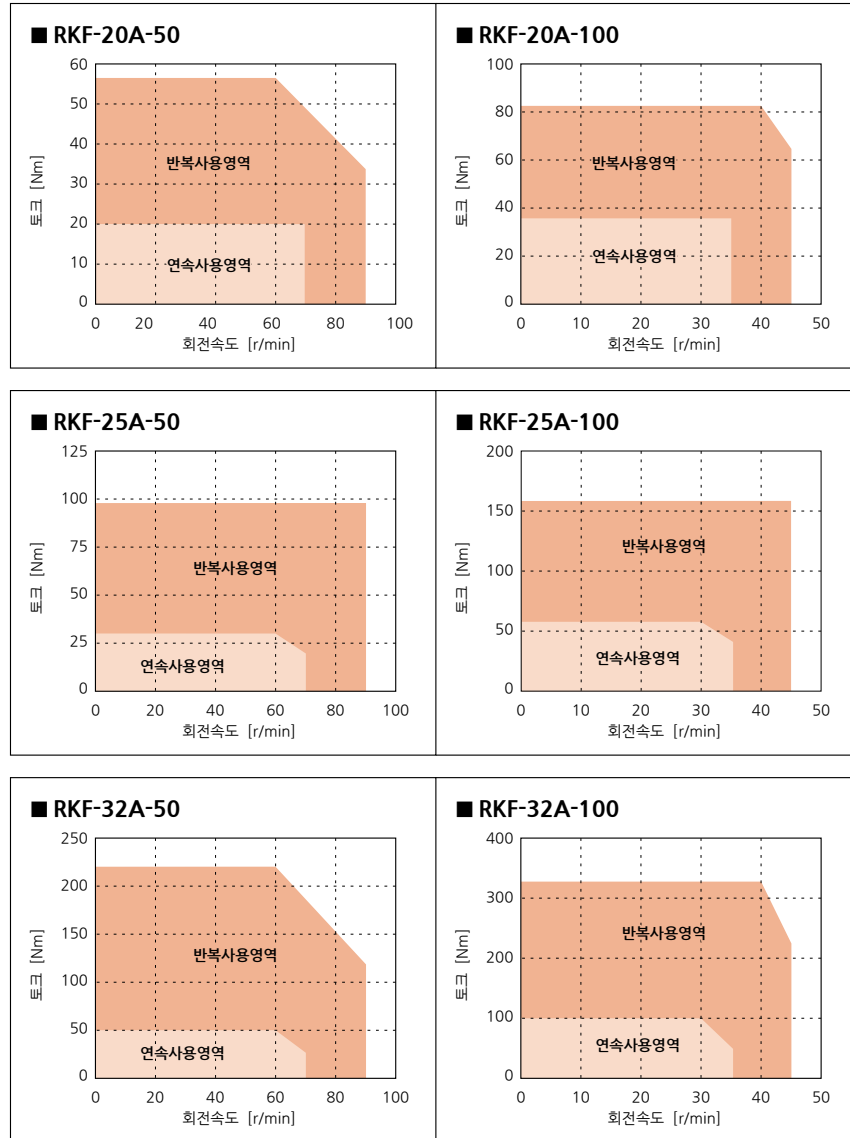 ■ RKF-20A-50
60
50
40
30
20
10
0
토크 [Nm]
반복사용영역
연속사용영역
0 20 40 60 80 100
회전속도 [r/min]
■ RKF-20A-100
100
80
60
40
20
0
토크 [Nm]
반복사용영역
연속사용영역
0 10 20 30 40 50
회전속도 [r/min]
■ RKF-25A-50
125
100
75
50
25
0
토크 [Nm]
반복사용영역
연속사용영역
0 20 40 60 80 100
회전속도 [r/min]
■ RKF-25A-100
200
150
100
50
0
토크 [Nm]
반복사용영역
연속사용영역
0 10 20 30 40 50
회전속도 [r/min]
■ RKF-32A-50
250
200
150
100
50
0
토크 [Nm]
반복사용영역
연속사용영역
0 20 40 60 80 100
회전속도 [r/min]
■ RKF-32A-100
400
300
200
100
0
토크 [Nm]
반복사용영역
연속사용영역
0 10 20 30 40 50
회전속도 [r/min]